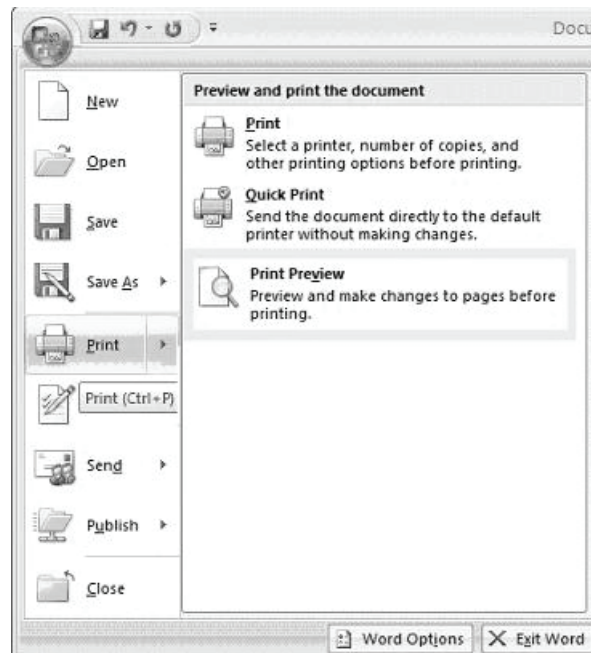 Docu
New
Open
Save
Save As
Print
Print (Ctrl+P)
Send
Publish
Close
Preview and print the document
Print
Select a printer, number of copies, and
other printing options before printing.
Quick Print
Send the document directly to the default
printer without making changes.
Print Preview
Preview and make changes to pages before
printing.
Word Options
Exit Word